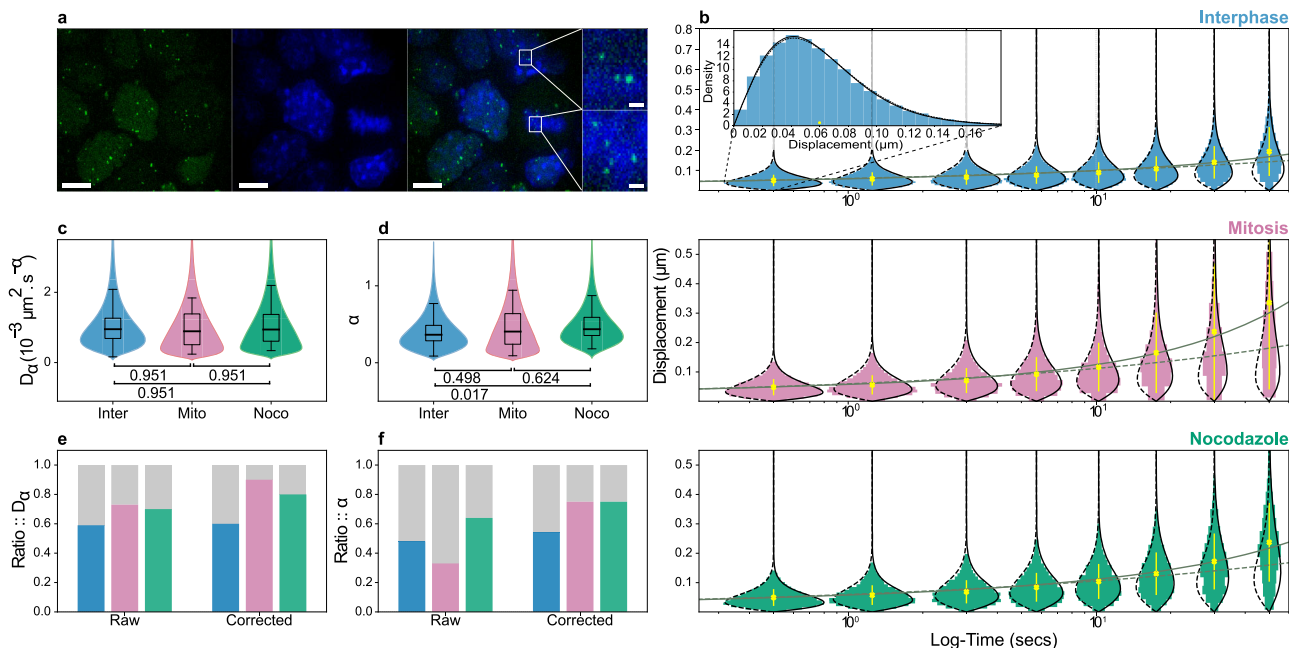 a
b
Interphase
0.8
0.7
0.6
0.5
0.4
0.3
0.2
0.1
14
12
10
8
6
4
2
0
Density
0 0.02 0.04 0.06 0.08 0.10 0.12 0.14 0.16
Displacement (μm)
10⁰ 10¹
c
D_α (10⁻³ μm². s⁻α)
2
0
0.951 0.951
0.951
Inter Mito Noco
d
α
1
0
0.498 0.624
0.017
Inter Mito Noco
Mitosis
Displacement (μm)
0.5
0.4
0.3
0.2
0.1
10⁰ 10¹
e
Ratio :: D_α
1.0
0.8
0.6
0.4
0.2
0.0
Raw Corrected
f
Ratio :: α
1.0
0.8
0.6
0.4
0.2
0.0
Raw Corrected
Nocodazole
0.5
0.4
0.3
0.2
0.1
10⁰ 10¹
Log-Time (secs)